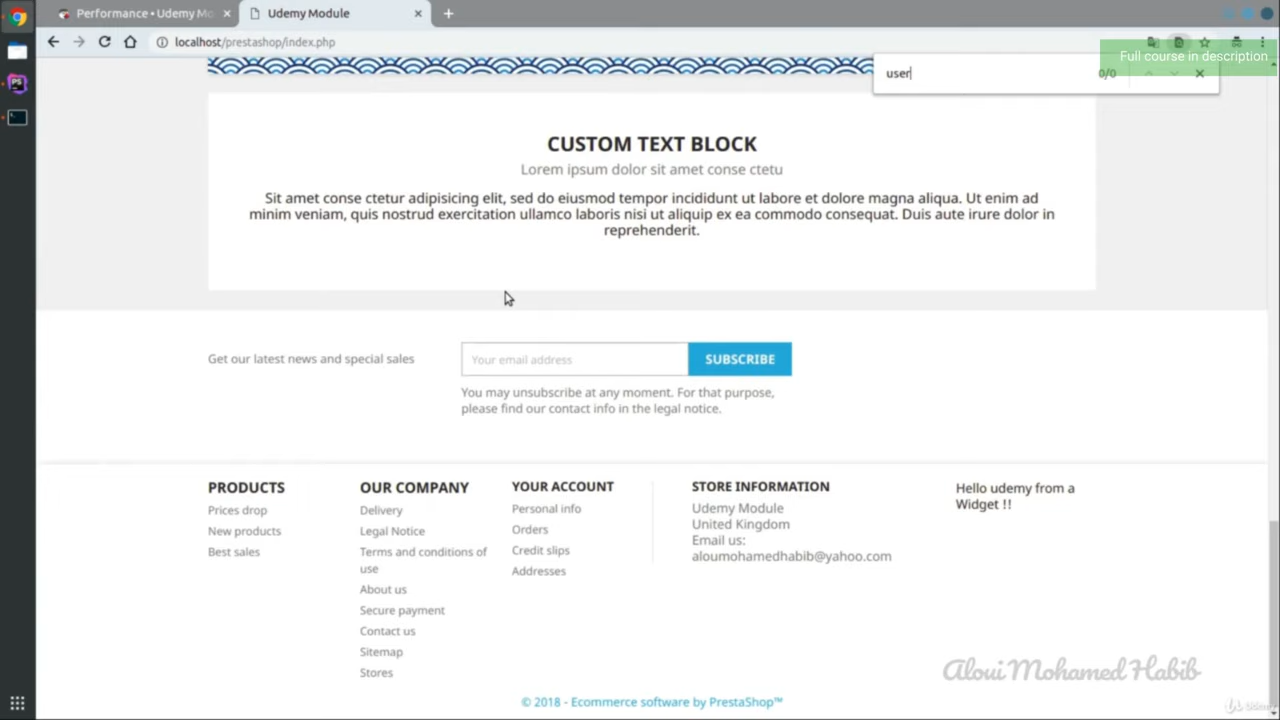 Performance • Udemy Mo
Udemy Module
localhost/prestashop/index.php
Full course in description
user
0/0
CUSTOM TEXT BLOCK
Lorem ipsum dolor sit amet conse ctetu
Sit amet conse ctetur adipisicing elit, sed do eiusmod tempor incididunt ut labore et dolore magna aliqua. Ut enim ad
minim veniam, quis nostrud exercitation ullamco laboris nisi ut aliquip ex ea commodo consequat. Duis aute irure dolor in
reprehenderit.
Get our latest news and special sales
Your email address
SUBSCRIBE
You may unsubscribe at any moment. For that purpose,
please find our contact info in the legal notice.
PRODUCTS
Prices drop
New products
Best sales
OUR COMPANY
Delivery
Legal Notice
Terms and conditions of
use
About us
Secure payment
Contact us
Sitemap
Stores
YOUR ACCOUNT
Personal info
Orders
Credit slips
Addresses
STORE INFORMATION
Udemy Module
United Kingdom
Email us:
aloumohamedhabib@yahoo.com
Hello udemy from a
Widget !!
Aloui Mohamed Habib
© 2018 - Ecommerce software by PrestaShop™
Udemy
PS